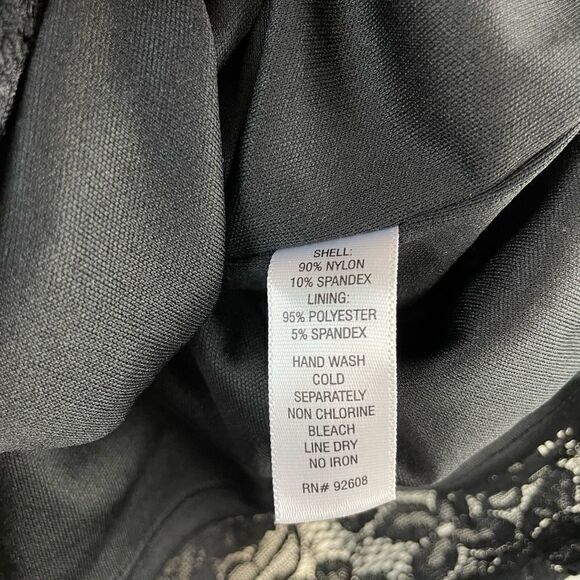 SHELL:
90% NYLON
10% SPANDEX
LINING:
95% POLYESTER
5% SPANDEX
HAND WASH
COLD
SEPARATELY
NON CHLORINE
BLEACH
LINE DRY
NO IRON
RN# 92608